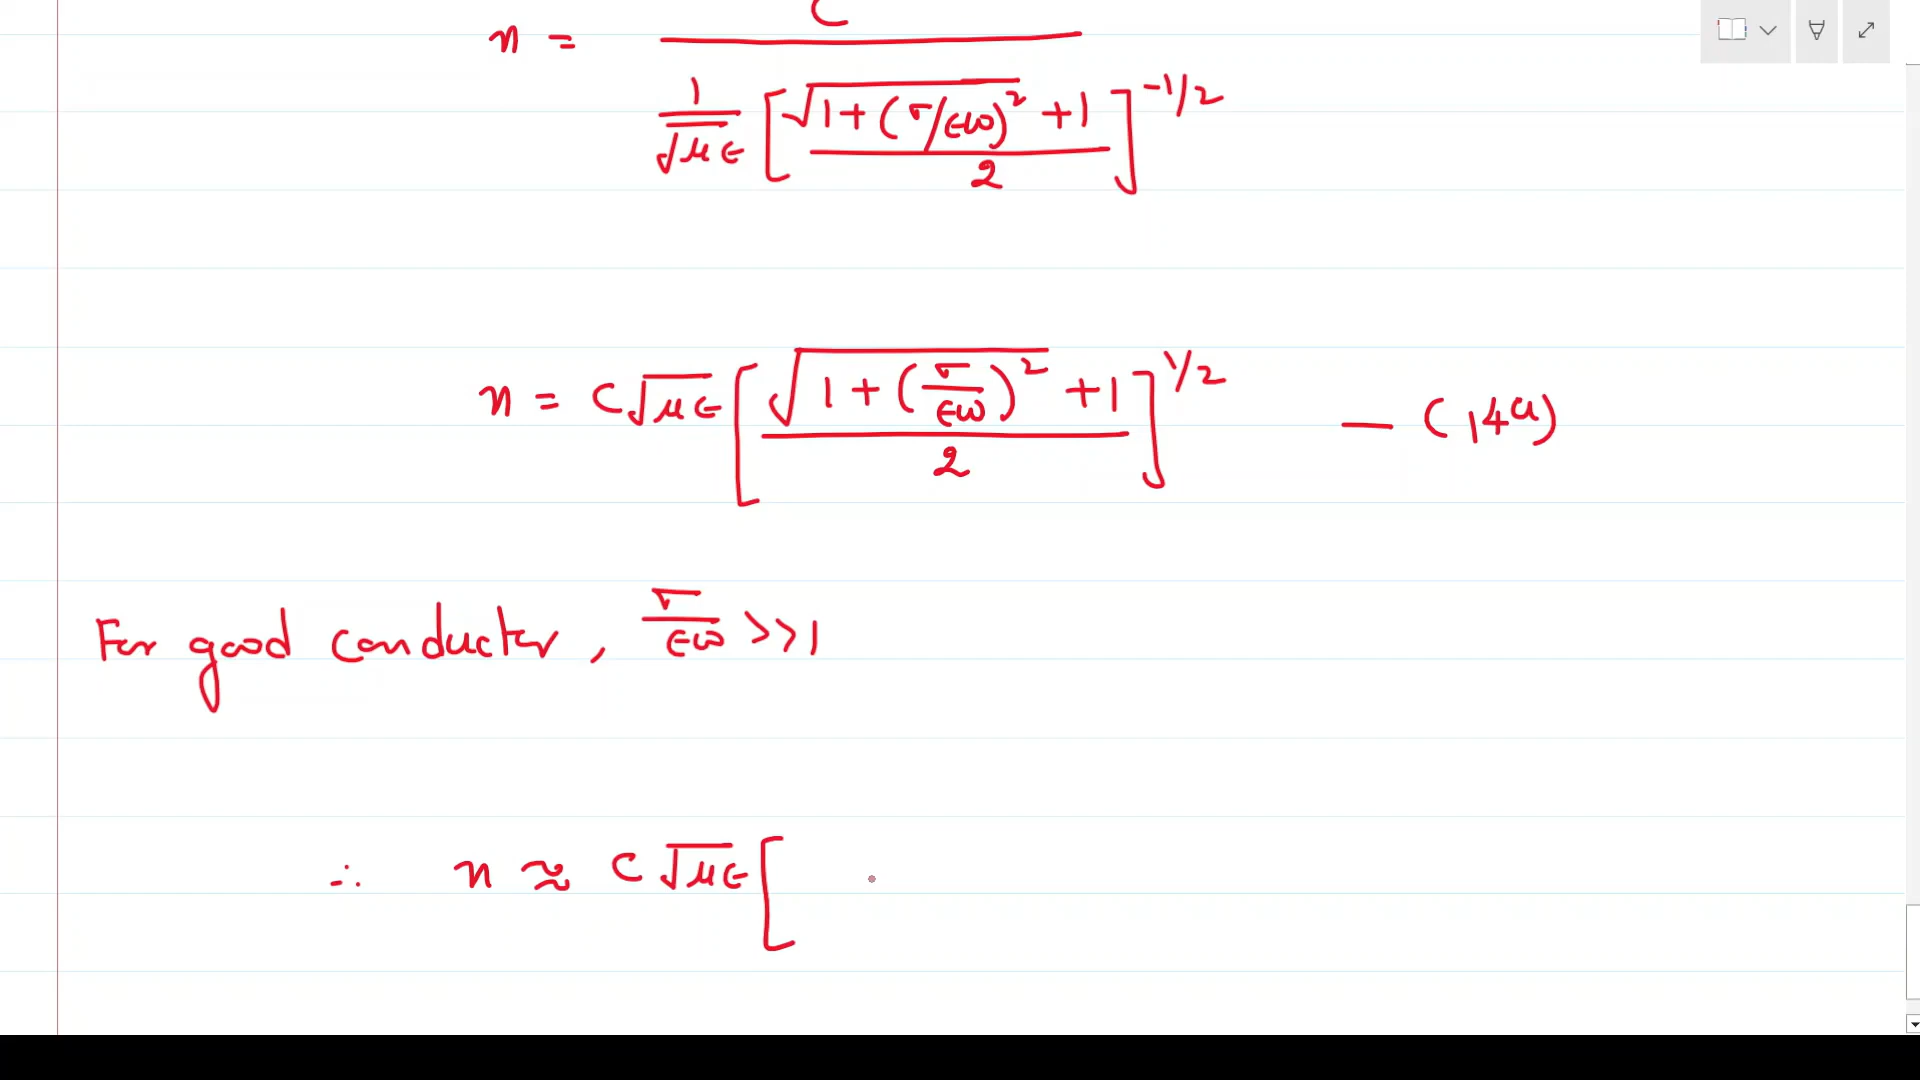 n = C / (1/√με [(√(1+(σ/εω)²) +1)/2]^(-1/2))
n = C√με [(√(1+(σ/εω)²) +1)/2]^(1/2) — (14a)
For good conductor, σ/εω >>1
∴ n ≈ C√με [